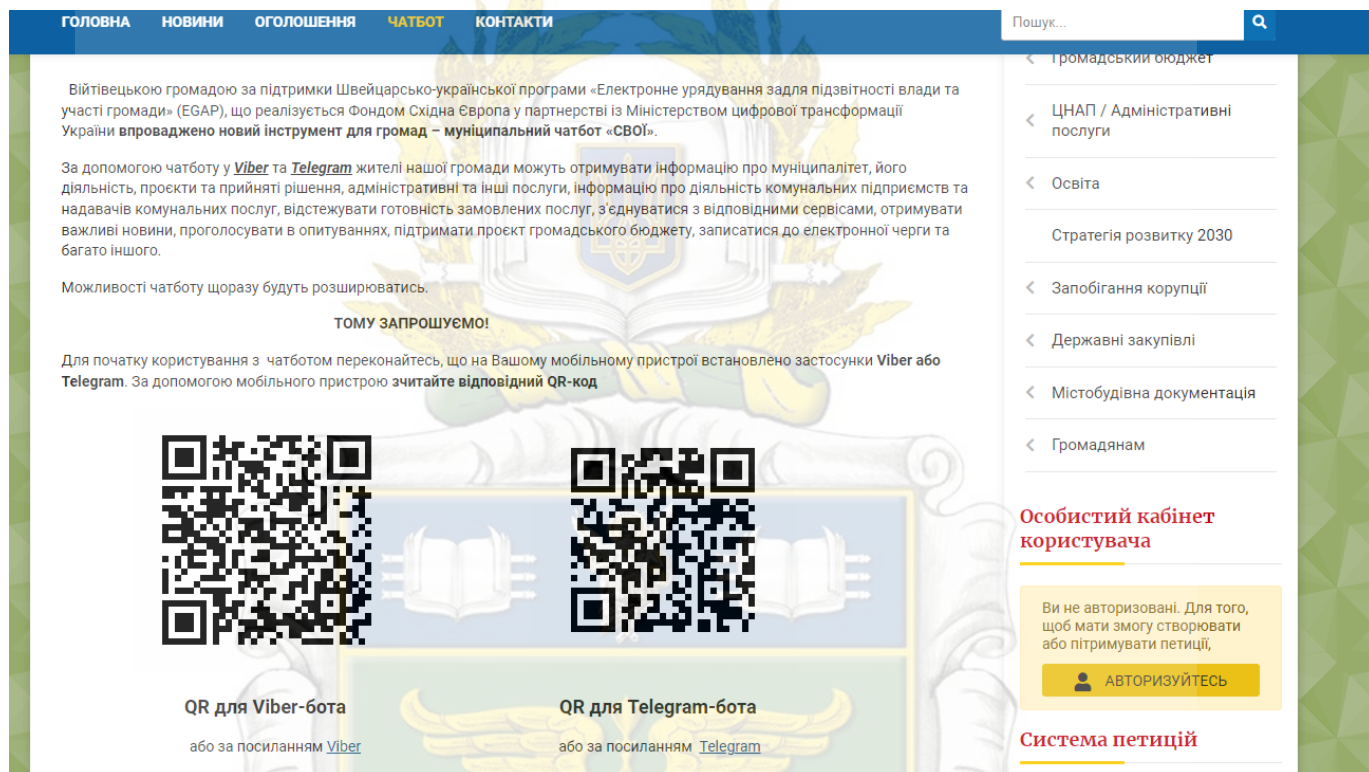 ГОЛОВНА НОВИНИ ОГОЛОШЕННЯ ЧАТБОТ КОНТАКТИ
Пошук...
Війтівецькою громадою за підтримки Швейцарсько-української програми «Електронне урядування задля підзвітності влади та
участі громади» (EGAP), що реалізується Фондом Східна Європа у партнерстві із Міністерством цифрової трансформації
України впроваджено новий інструмент для громад – муніципальний чатбот «СВОЇ».
За допомогою чатботу у Viber та Telegram жителі нашої громади можуть отримувати інформацію про муніципалітет, його
діяльність, проєкти та прийняті рішення, адміністративні та інші послуги, інформацію про діяльність комунальних підприємств та
надавачів комунальних послуг, відстежувати готовність замовлених послуг, з'єднуватися з відповідними сервісами, отримувати
важливі новини, проголосувати в опитуваннях, підтримати проєкт громадського бюджету, записатися до електронної черги та
багато іншого.
Можливості чатботу щоразу будуть розширюватись.
ТОМУ ЗАПРОШУЄМО!
Для початку користування з чатботом переконайтесь, що на Вашому мобільному пристрої встановлено застосунки Viber або
Telegram. За допомогою мобільного пристрою зчитайте відповідний QR-код
QR для Viber-бота
або за посиланням Viber
QR для Telegram-бота
або за посиланням Telegram
Громадський бюджет
ЦНАП / Адміністративні
послуги
Освіта
Стратегія розвитку 2030
Запобігання корупції
Державні закупівлі
Містобудівна документація
Громадянам
Особистий кабінет
користувача
Ви не авторизовані. Для того,
щоб мати змогу створювати
або пітримувати петиції,
АВТОРИЗУЙТЕСЬ
Система петицій